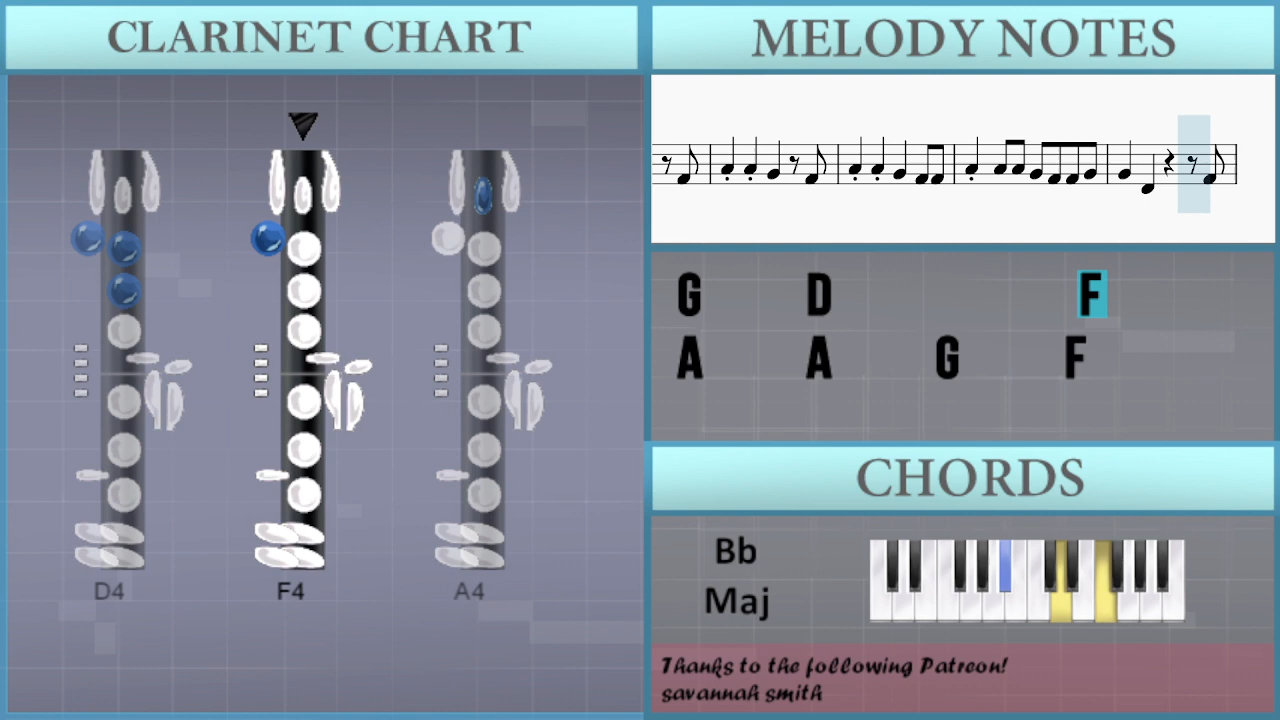 CLARINET CHART
D4 F4 A4
MELODY NOTES
G D F
A A G F
CHORDS
Bb
Maj
Thanks to the following Patreon!
savannah smith